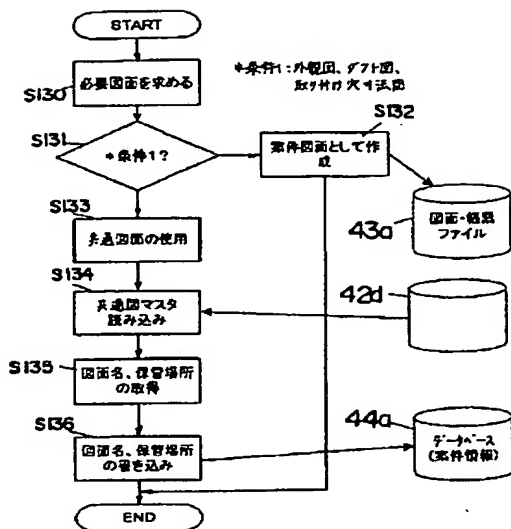 START
S130
必要図面を求める
*条件1:外観図、ダクト図、
取り付け穴寸法図
S131
*条件1?
S132
案件図面として作成
43a
図面・帳票
ファイル
S133
共通図面の使用
S134
共通図マスタ
読み込み
42d
S135
図面名、保管場所
の取得
S136
図面名、保管場所
の書き込み
44a
データベース
(案件情報)
END